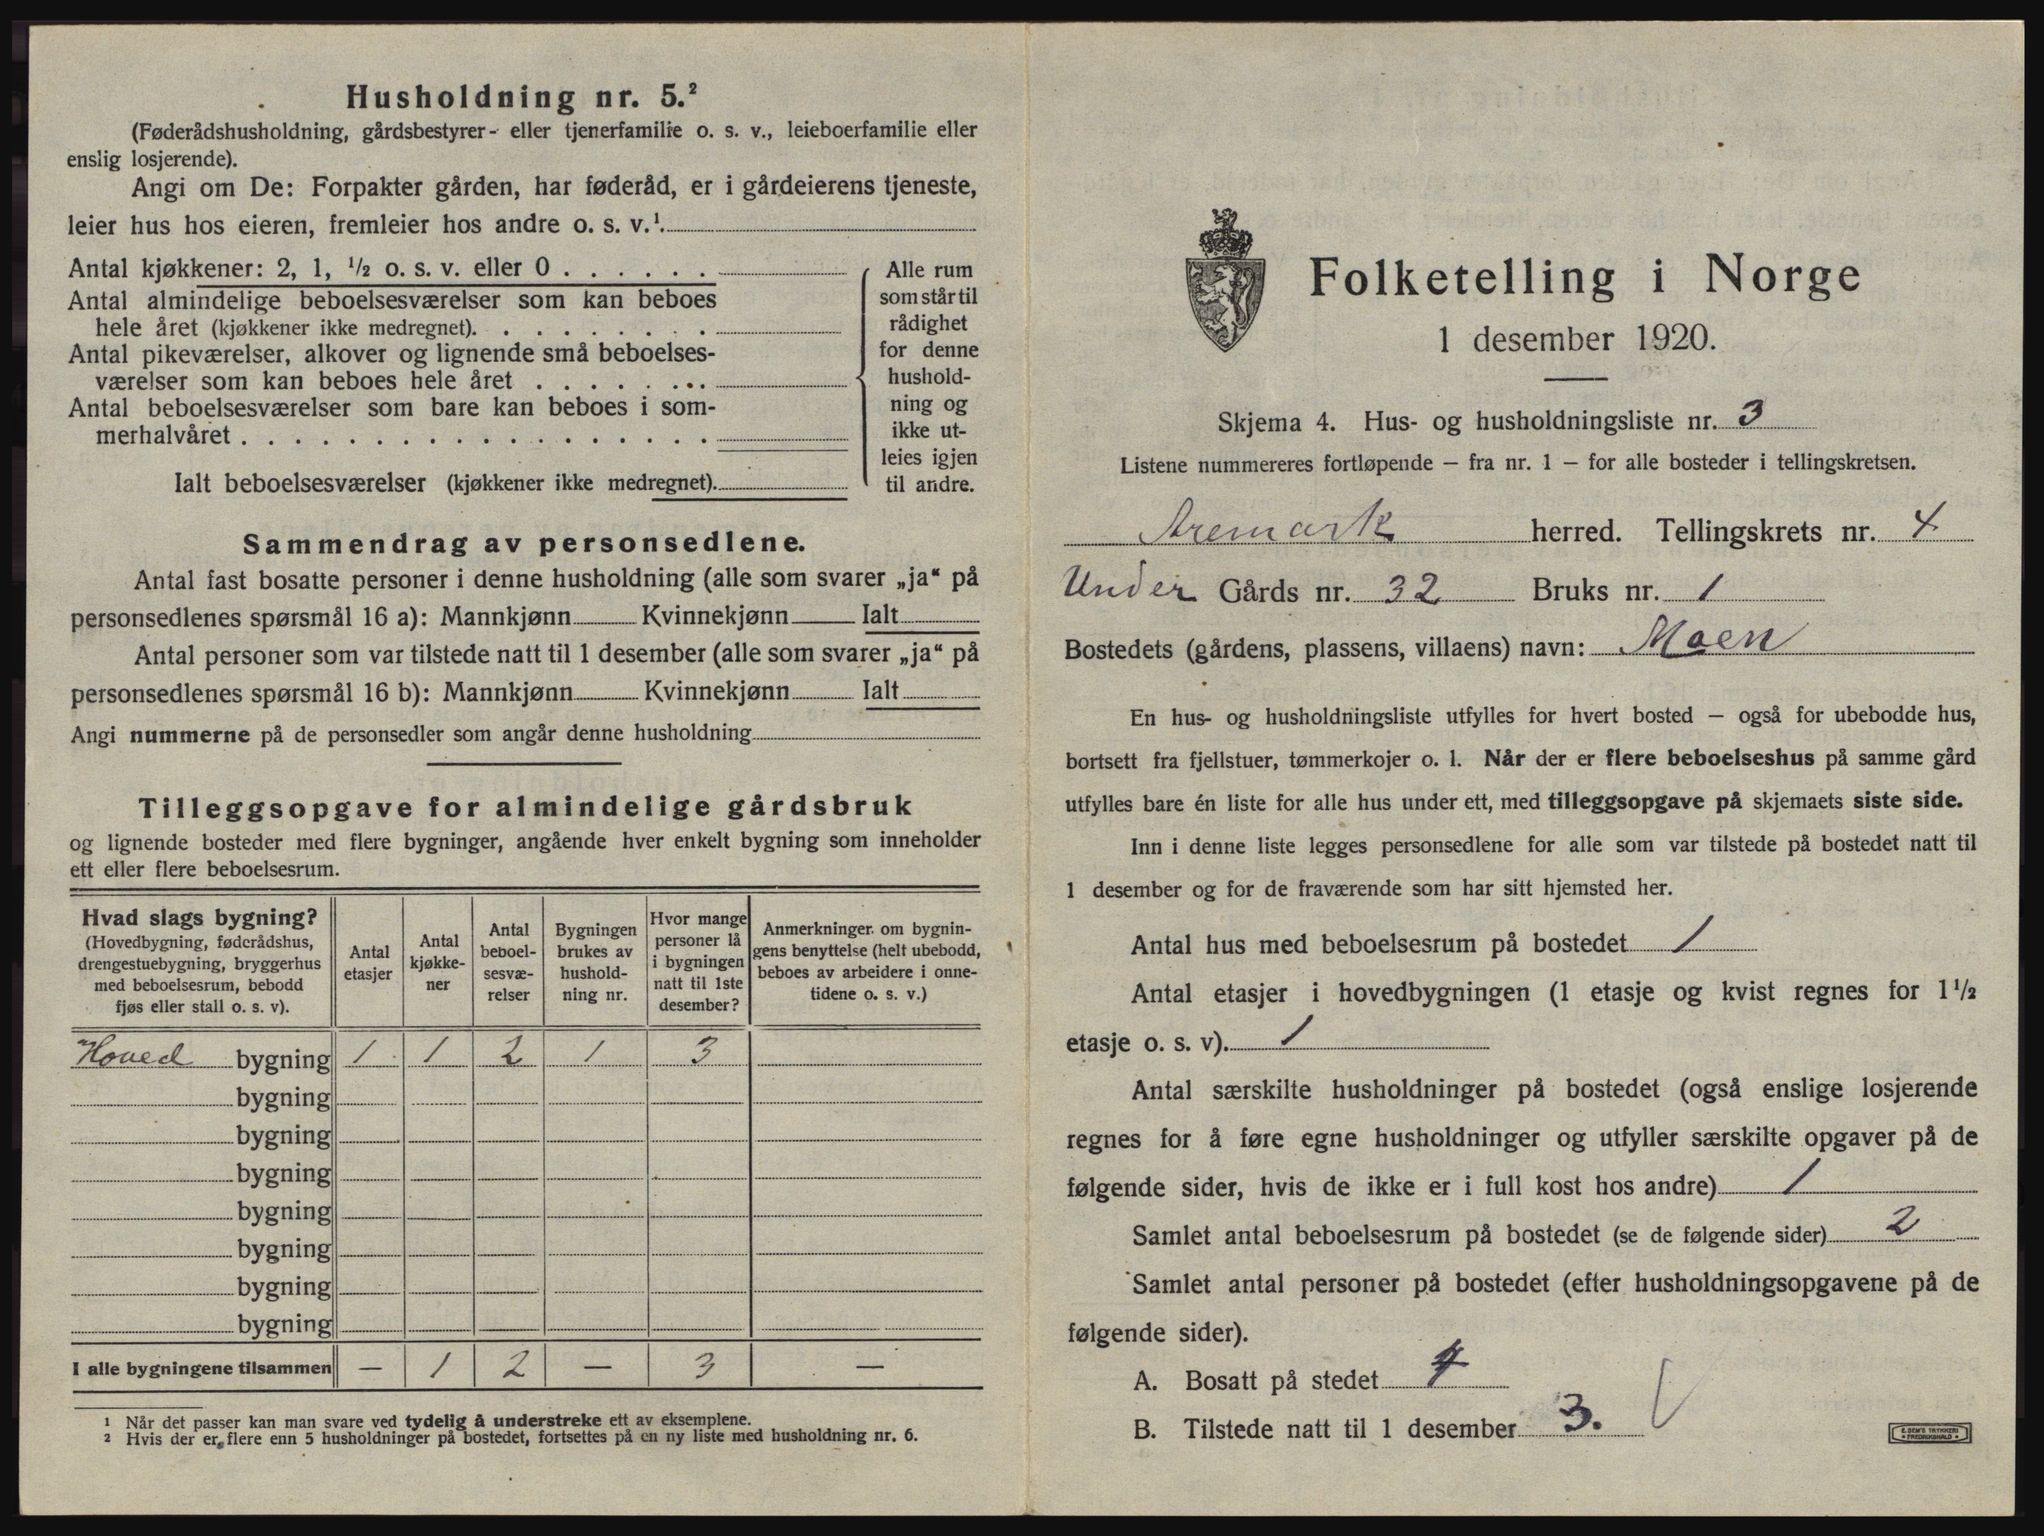 Husholdning nr. 5.²
(Føderådshusholdning, gårdsbestyrer- eller tjenerfamilie o. s. v., leieboerfamilie eller
enslig losjerende).
Angi om De: Forpakter gården, har føderåd, er i gårdeierens tjeneste,
leier hus hos eieren, fremleier hos andre o. s. v.¹.
Antal kjøkkener: 2, 1, ½ o. s. v. eller 0 . . . . . .
Antal almindelige beboelsesværelser som kan beboes
hele året (kjøkkener ikke medregnet). . . . . . . . .
Antal pikeværelser, alkover og lignende små beboelses-
værelser som kan beboes hele året . . . . . . . .
Antal beboelsesværelser som bare kan beboes i som-
merhalvåret . . . . . . . . . . . . . . . . . .
Ialt beboelsesværelser (kjøkkener ikke medregnet).
Alle rum
som står til
rådighet
for denne
hushold-
ning og
ikke ut-
leies igjen
til andre.
Sammendrag av personsedlene.
Antal fast bosatte personer i denne husholdning (alle som svarer „ja“ på
personsedlenes spørsmål 16 a): Mannkjønn Kvinnekjønn Ialt
Antal personer som var tilstede natt til 1 desember (alle som svarer „ja“ på
personsedlenes spørsmål 16 b): Mannkjønn Kvinnekjønn Ialt
Angi nummerne på de personsedler som angår denne husholdning
Tilleggsopgave for almindelige gårdsbruk
og lignende bosteder med flere bygninger, angående hver enkelt bygning som inneholder
ett eller flere beboelsesrum.
Hvad slags bygning?
(Hovedbygning, føderådshus,
drengestuebygning, bryggerhus
med beboelsesrum, bebodd
fjøs eller stall o. s. v).
Antal
etasjer
Antal
kjøkke-
ner
Antal
beboel-
sesvæ-
relser
Bygningen
brukes av
hushold-
ning nr.
Hvor mange
personer lå
i bygningen
natt til 1ste
desember?
Anmerkninger om bygnin-
gens benyttelse (helt ubebodd,
beboes av arbeidere i onne-
tidene o. s. v.)
Hoved bygning 1 1 2 1 3
bygning
bygning
bygning
bygning
bygning
bygning
bygning
I alle bygningene tilsammen — 1 2 — 3 —
¹ Når det passer kan man svare ved tydelig å understreke ett av eksemplene.
² Hvis der er flere enn 5 husholdninger på bostedet, fortsettes på en ny liste med husholdning nr. 6.
Folketelling i Norge
1 desember 1920.
Skjema 4. Hus- og husholdningsliste nr. 3
Listene nummereres fortløpende – fra nr. 1 – for alle bosteder i tellingskretsen.
Aremark herred. Tellingskrets nr. 4
Under Gårds nr. 32 Bruks nr. 1
Bostedets (gårdens, plassens, villaens) navn: Moen
En hus- og husholdningsliste utfylles for hvert bosted – også for ubebodde hus,
bortsett fra fjellstuer, tømmerkojer o. l. Når der er flere beboelseshus på samme gård
utfylles bare én liste for alle hus under ett, med tilleggsopgave på skjemaets siste side.
Inn i denne liste legges personsedlene for alle som var tilstede på bostedet natt til
1 desember og for de fraværende som har sitt hjemsted her.
Antal hus med beboelsesrum på bostedet 1
Antal etasjer i hovedbygningen (1 etasje og kvist regnes for 1½
etasje o. s. v). 1
Antal særskilte husholdninger på bostedet (også enslige losjerende
regnes for å føre egne husholdninger og utfyller særskilte opgaver på de
følgende sider, hvis de ikke er i full kost hos andre) 1
Samlet antal beboelsesrum på bostedet (se de følgende sider) 2
Samlet antal personer på bostedet (efter husholdningsopgavene på de
følgende sider).
A. Bosatt på stedet 4
B. Tilstede natt til 1 desember 3.
E. SEM'S TRYKKERI
FREDRIKSHALD